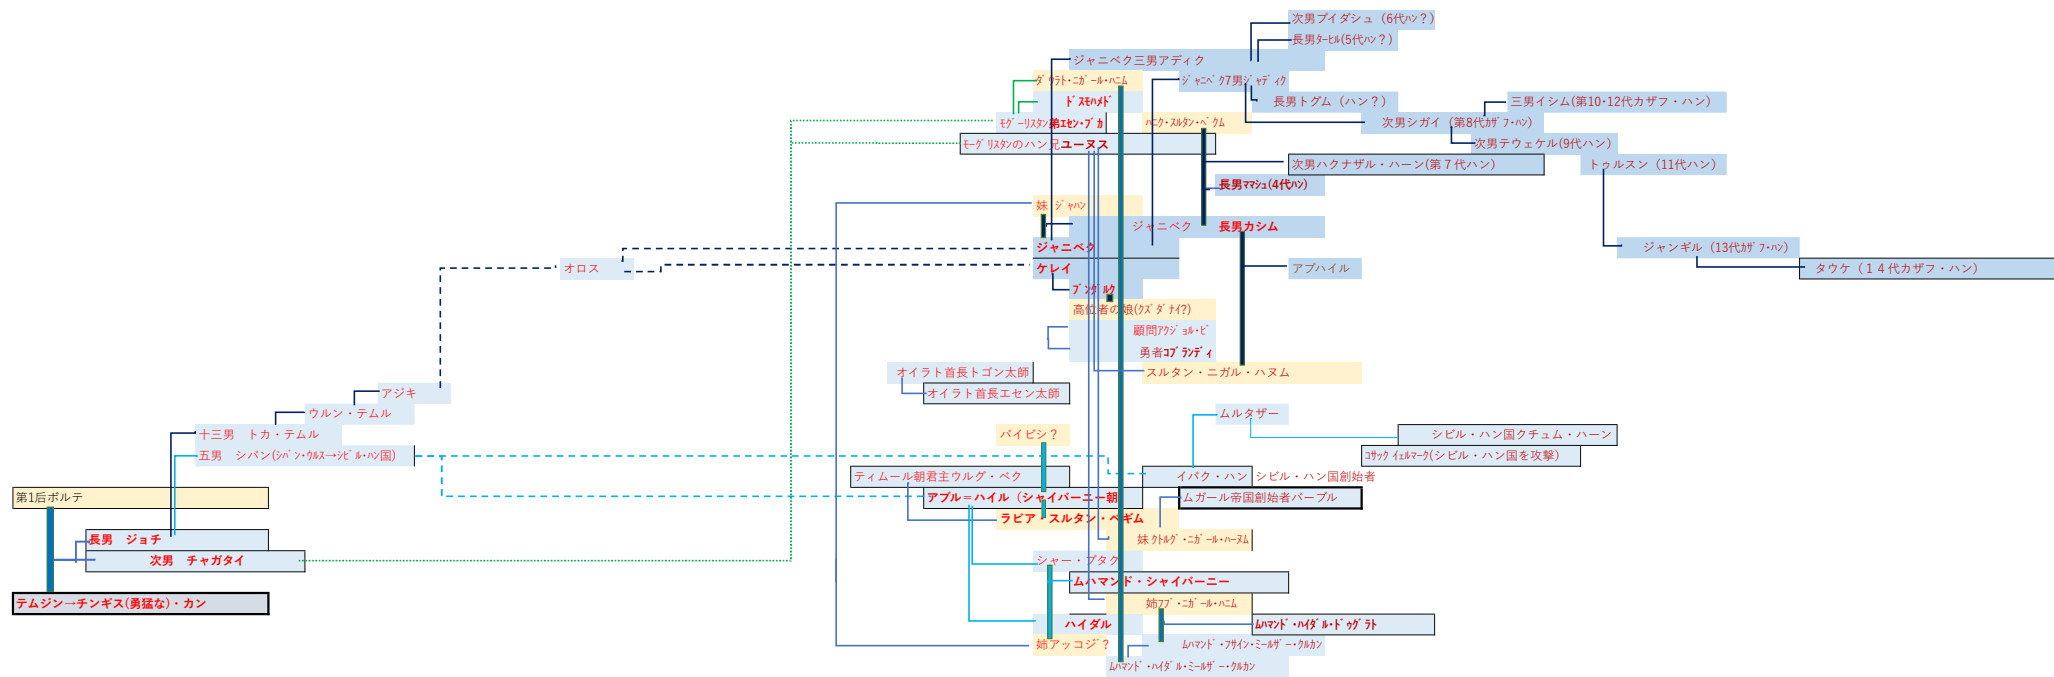 次男ブイダシュ（6代ﾊﾝ？）
長男ﾀｰﾋﾙ(5代ﾊﾝ？)
ジャニベク三男アディク
ﾀﾞｳﾗﾄ・ﾆｶﾞｰﾙ・ﾊﾆﾑ
ｼﾞｬﾆﾍﾞｸ7男ｼﾞｬﾃﾞｨｸ
ﾄﾞｽﾓﾊﾒﾄﾞ
長男トグム（ハン？）
三男イシム(第10・12代カザフ・ハン）
ﾓｸﾞｰﾘｽﾀﾝ弟ｴｾﾝ・ﾌﾞｶ
ﾊﾆｸ・ｽﾙﾀﾝ・ﾍﾞｸﾑ
次男シガイ（第8代ｶｻﾞﾌ・ﾊﾝ）
ﾓｰｸﾞﾘｽﾀﾝのハン兄ユーヌス
次男テウェケル(9代ハン）
次男ハクナザル・ハーン(第７代ハン）
トゥルスン（11代ハン）
長男ﾏﾏｼｭ(4代ﾊﾝ)
妹 ｼﾞｬﾊﾝ
ジャニベク
長男カシム
ジャニベク
ジャンギル（13代ｶｻﾞﾌ・ﾊﾝ）
オロス
ケレイ
アブハイル
タウケ（１４代カザフ・ハン）
ﾌﾞﾝﾀﾞﾙｸ
高位者の娘(ｸｽﾞﾀﾞﾅｲ?)
顧問ｱｸｼﾞｮﾙ・ﾋﾞ
勇者ｺﾌﾞﾗﾝﾃﾞｨ
オイラト首長トゴン太師
スルタン・ニガル・ハヌム
アジキ
オイラト首長エセン太師
ウルン・テムル
ムルタザー
十三男　トカ・テムル
バイビシ？
シビル・ハン国クチュム・ハーン
五男　シバン(ｼﾊﾞﾝ・ｳﾙｽ→ｼﾋﾞﾙ・ﾊﾝ国)
ｺｻｯｸ ｲｪﾙﾏｰｸ(シビル・ハン国を攻撃）
ティムール朝君主ウルグ・ベク
イバク・ハン
シビル・ハン国創始者
第1后ボルテ
アブル＝ハイル（シャイバーニー朝
ムガール帝国創始者バーブル
ラビア・スルタン・ベギム
長男　ジョチ
妹 ｸﾄﾙｸﾞ・ﾆｶﾞｰﾙ・ﾊｰﾇﾑ
次男　チャガタイ
シャー・ブタク
ムハマンド・シャイバーニー
テムジン→チンギス(勇猛な)・カン
姉ﾌﾌﾞ・ﾆｶﾞｰﾙ・ﾊﾆﾑ
ハイダル
ﾑﾊﾏﾝﾄﾞ・ﾊｲﾀﾞﾙ・ﾄﾞｩｸﾞﾗﾄ
姉アッコジ？
ﾑﾊﾏﾝﾄﾞ・ﾌｻｲﾝ・ﾐｰﾙｻﾞｰ・ｸﾙｶﾝ
ﾑﾊﾏﾝﾄﾞ・ﾊｲﾀﾞﾙ・ﾐｰﾙｻﾞｰ・ｸﾙｶﾝ